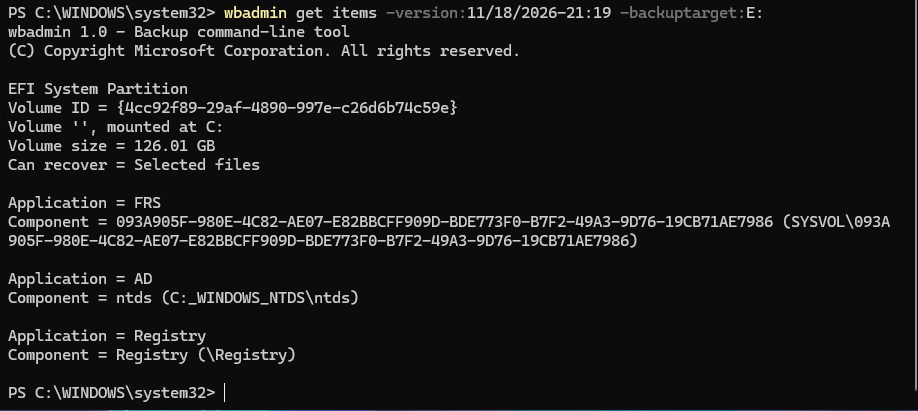 PS C:\WINDOWS\system32> wbadmin get items -version:11/18/2026-21:19 -backuptarget:E:
wbadmin 1.0 - Backup command-line tool
(C) Copyright Microsoft Corporation. All rights reserved.
EFI System Partition
Volume ID = {4cc92f89-29af-4890-997e-c26d6b74c59e}
Volume '', mounted at C:
Volume size = 126.01 GB
Can recover = Selected files
Application = FRS
Component = 093A905F-980E-4C82-AE07-E82BBCFF909D-BDE773F0-B7F2-49A3-9D76-19CB71AE7986 (SYSVOL\093A
905F-980E-4C82-AE07-E82BBCFF909D-BDE773F0-B7F2-49A3-9D76-19CB71AE7986)
Application = AD
Component = ntds (C:_WINDOWS_NTDS\ntds)
Application = Registry
Component = Registry (\Registry)
PS C:\WINDOWS\system32>